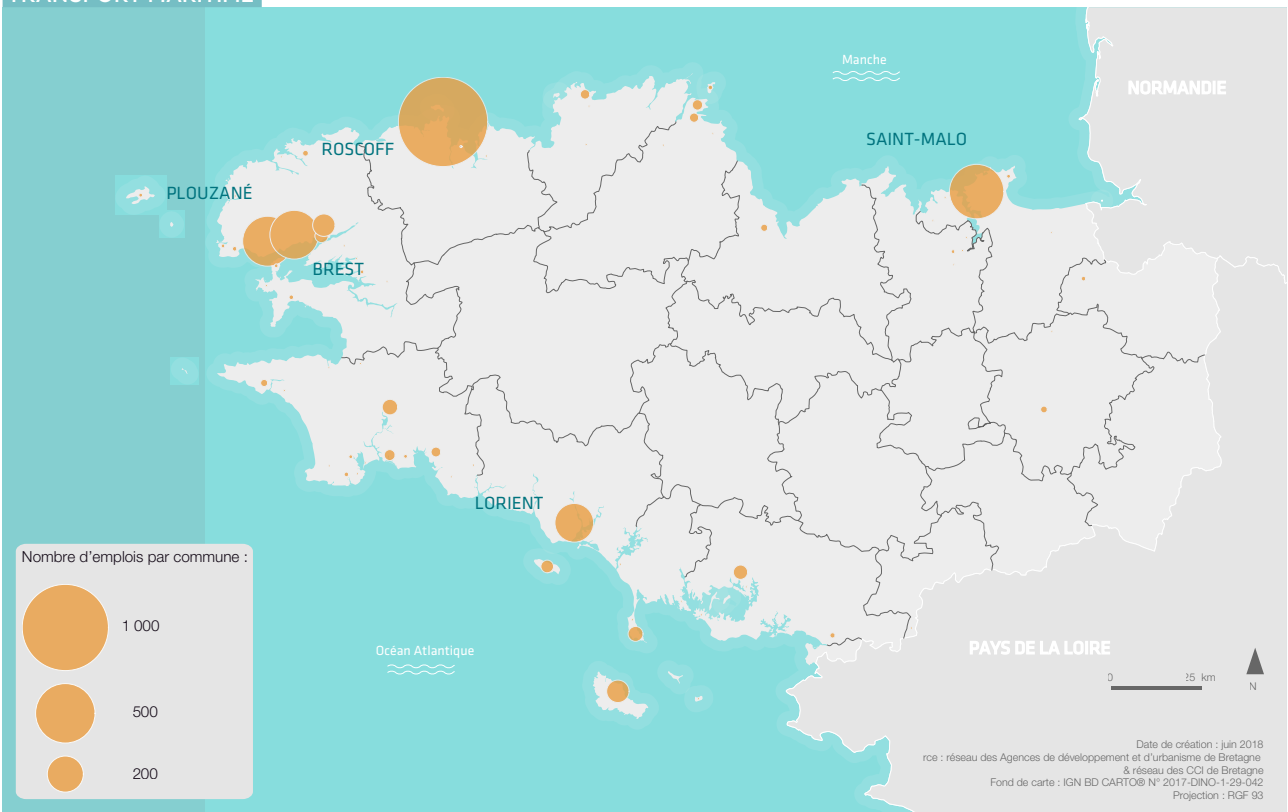 TRANSPORT MARITIME
Manche
NORMANDIE
SAINT-MALO
ROSCOFF
PLOUZANÉ
BREST
LORIENT
Nombre d'emplois par commune :
1 000
500
200
Océan Atlantique
PAYS DE LA LOIRE
25 km
N
Date de création : juin 2018
rce : réseau des Agences de développement et d'urbanisme de Bretagne
& réseau des CCI de Bretagne
Fond de carte : IGN BD CARTO® N° 2017-DINO-1-29-042
Projection : RGF 93